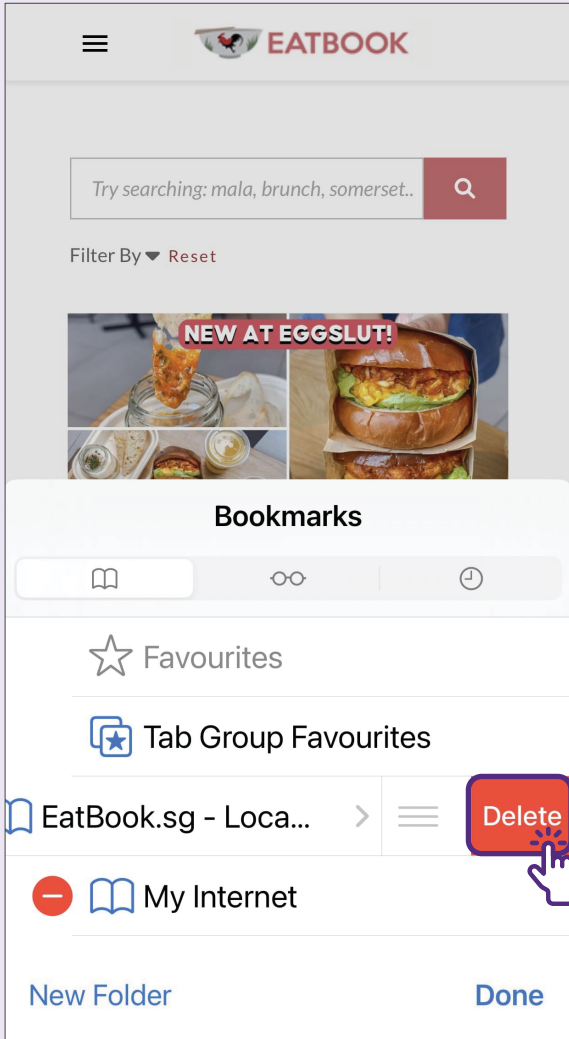 EATBOOK
Try searching: mala, brunch, somerset..
Filter By Reset
NEW AT EGGSLUT!
Bookmarks
Favourites
Tab Group Favourites
EatBook.sg - Loca... Delete
My Internet
New Folder Done